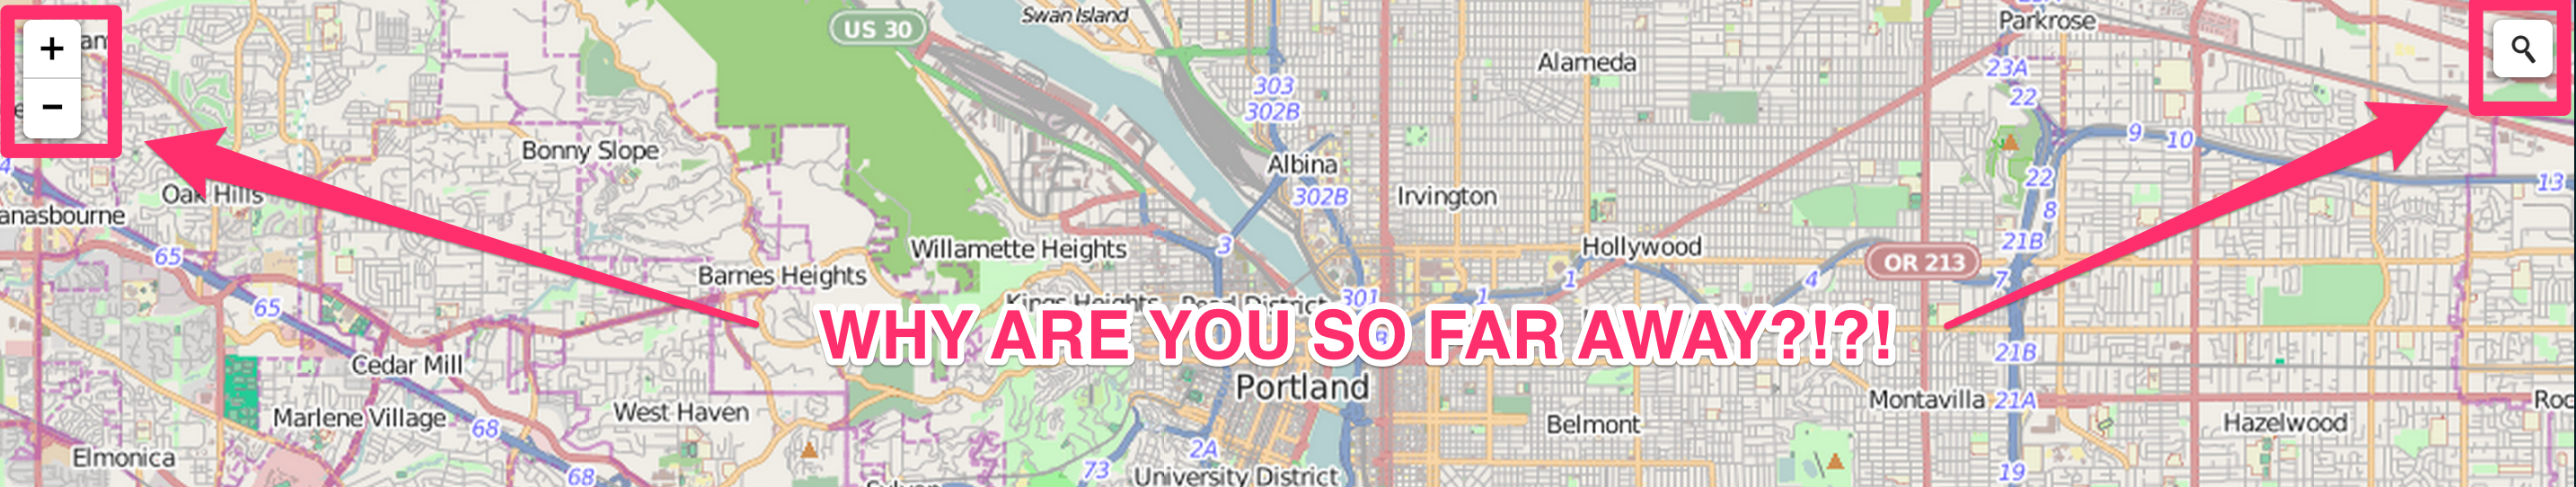 Swan Island
Parkrose
US 30
Alameda
23A
303
302B
22
9
10
Bonny Slope
Albina
Oak Hills
22
13
302B
Irvington
8
anasbourne
65
Willamette Heights
3
Hollywood
21B
OR 213
Barnes Heights
1
4
7
65
Kings Heights
Pearl District
301
1
WHY ARE YOU SO FAR AWAY?!?!
21B
Cedar Mill
Portland
Montavilla
21A
Roc
Marlene Village
West Haven
68
Belmont
Hazelwood
2A
Elmonica
73
University District
68
19